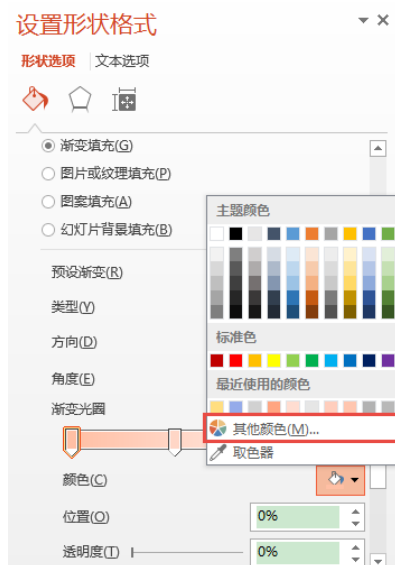 设置形状格式
形状选项 文本选项
渐变填充(G)
图片或纹理填充(P)
图案填充(A)
幻灯片背景填充(B)
主题颜色
预设渐变(R)
类型(Y)
标准色
方向(D)
角度(E)
最近使用的颜色
渐变光圈
其他颜色(M)...
取色器
颜色(C)
位置(O) 0%
透明度(T) 0%